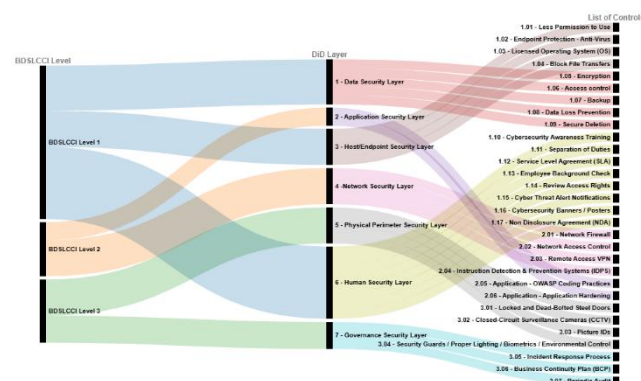 BDSLCCI Level
DiD Layer
List of Control
BDSLCCI Level 1
BDSLCCI Level 2
BDSLCCI Level 3
1 - Data Security Layer
2 - Application Security Layer
3 - Host/Endpoint Security Layer
4 -Network Security Layer
5 - Physical Perimeter Security Layer
6 - Human Security Layer
7 - Governance Security Layer
1.01 - Less Permission to Use
1.02 - Endpoint Protection - Anti-Virus
1.03 - Licensed Operating System (OS)
1.04 - Block File Transfers
1.05 - Encryption
1.06 - Access control
1.07 - Backup
1.08 - Data Loss Prevention
1.09 - Secure Deletion
1.10 - Cybersecurity Awareness Training
1.11 - Separation of Duties
1.12 - Service Level Agreement (SLA)
1.13 - Employee Background Check
1.14 - Review Access Rights
1.15 - Cyber Threat Alert Notifications
1.16 - Cybersecurity Banners / Posters
1.17 - Non Disclosure Agreement (NDA)
2.01 - Network Firewall
2.02 - Network Access Control
2.03 - Remote Access VPN
2.04 - Instruction Detection & Prevention Systems (IDPS)
2.05 - Application - OWASP Coding Practices
2.06 - Application - Application Hardening
3.01 - Locked and Dead-Bolted Steel Doors
3.02 - Closed-Circuit Surveillance Cameras (CCTV)
3.03 - Picture IDs
3.04 - Security Guards / Proper Lighting / Biometrics / Environmental Control
3.05 - Incident Response Process
3.06 - Business Continuity Plan (BCP)
3.07 - Periodic Audit